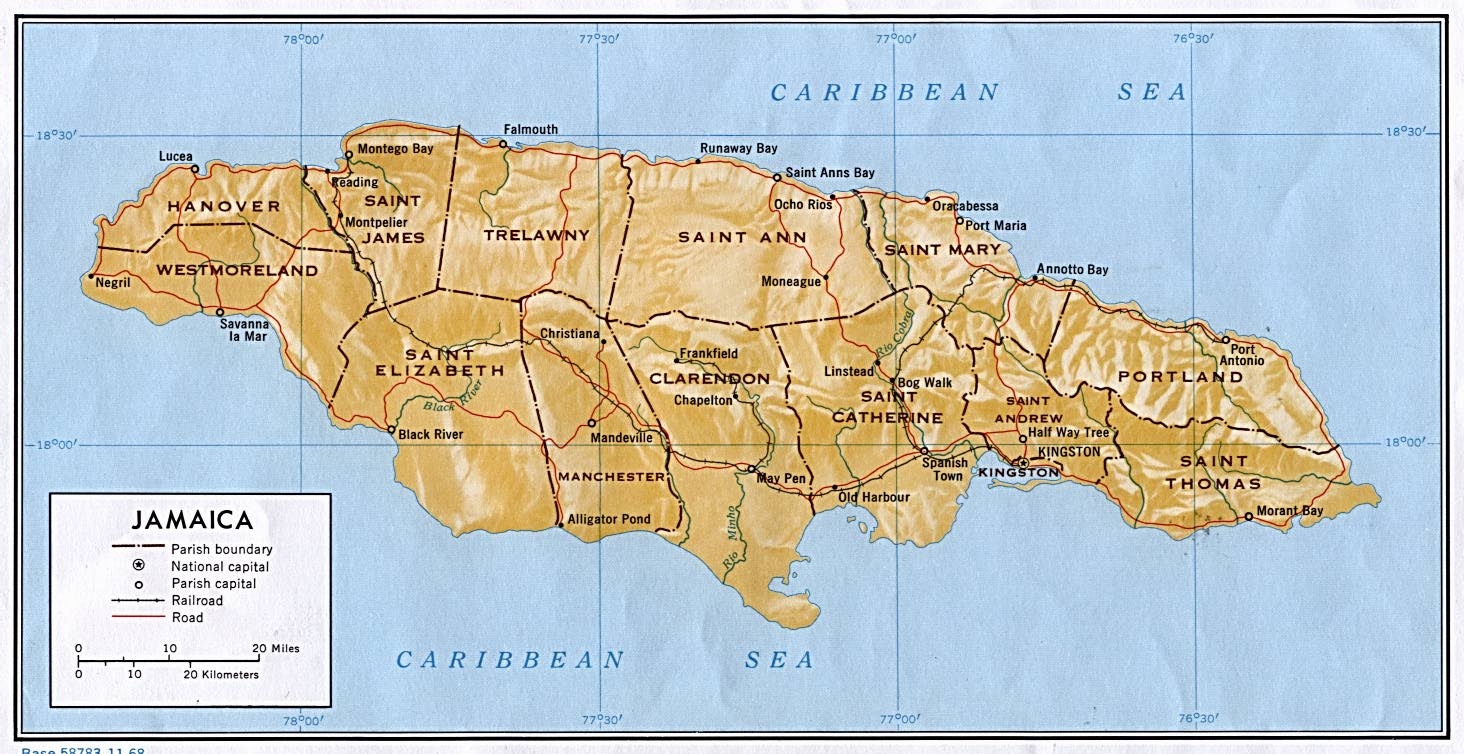 78°00′
77°30′
77°00′
76°30′
CARIBBEAN SEA
18°30′
18°30′
Falmouth
Lucea
Montego Bay
Runaway Bay
Reading
Saint Anns Bay
HANOVER
SAINT
JAMES
Montpelier
Ocho Rios
Oracabessa
Port Maria
TRELAWNY
SAINT ANN
SAINT MARY
WESTMORELAND
Negril
Moneague
Annotto Bay
Savanna
la Mar
Christiana
Rio Cobre
Port
Antonio
SAINT
ELIZABETH
Frankfield
CLARENDON
Linstead
Bog Walk
PORTLAND
Chapelton
SAINT
CATHERINE
SAINT
ANDREW
Black River
Black River
Mandeville
Half Way Tree
18°00′
18°00′
KINGSTON
KINGSTON
Spanish
Town
SAINT
THOMAS
MANCHESTER
May Pen
Old Harbour
Alligator Pond
Rio Minho
Morant Bay
JAMAICA
Parish boundary
National capital
Parish capital
Railroad
Road
0 10 20 Miles
0 10 20 Kilometers
CARIBBEAN SEA
78°00′
77°30′
77°00′
76°30′
Base 58783 11-68